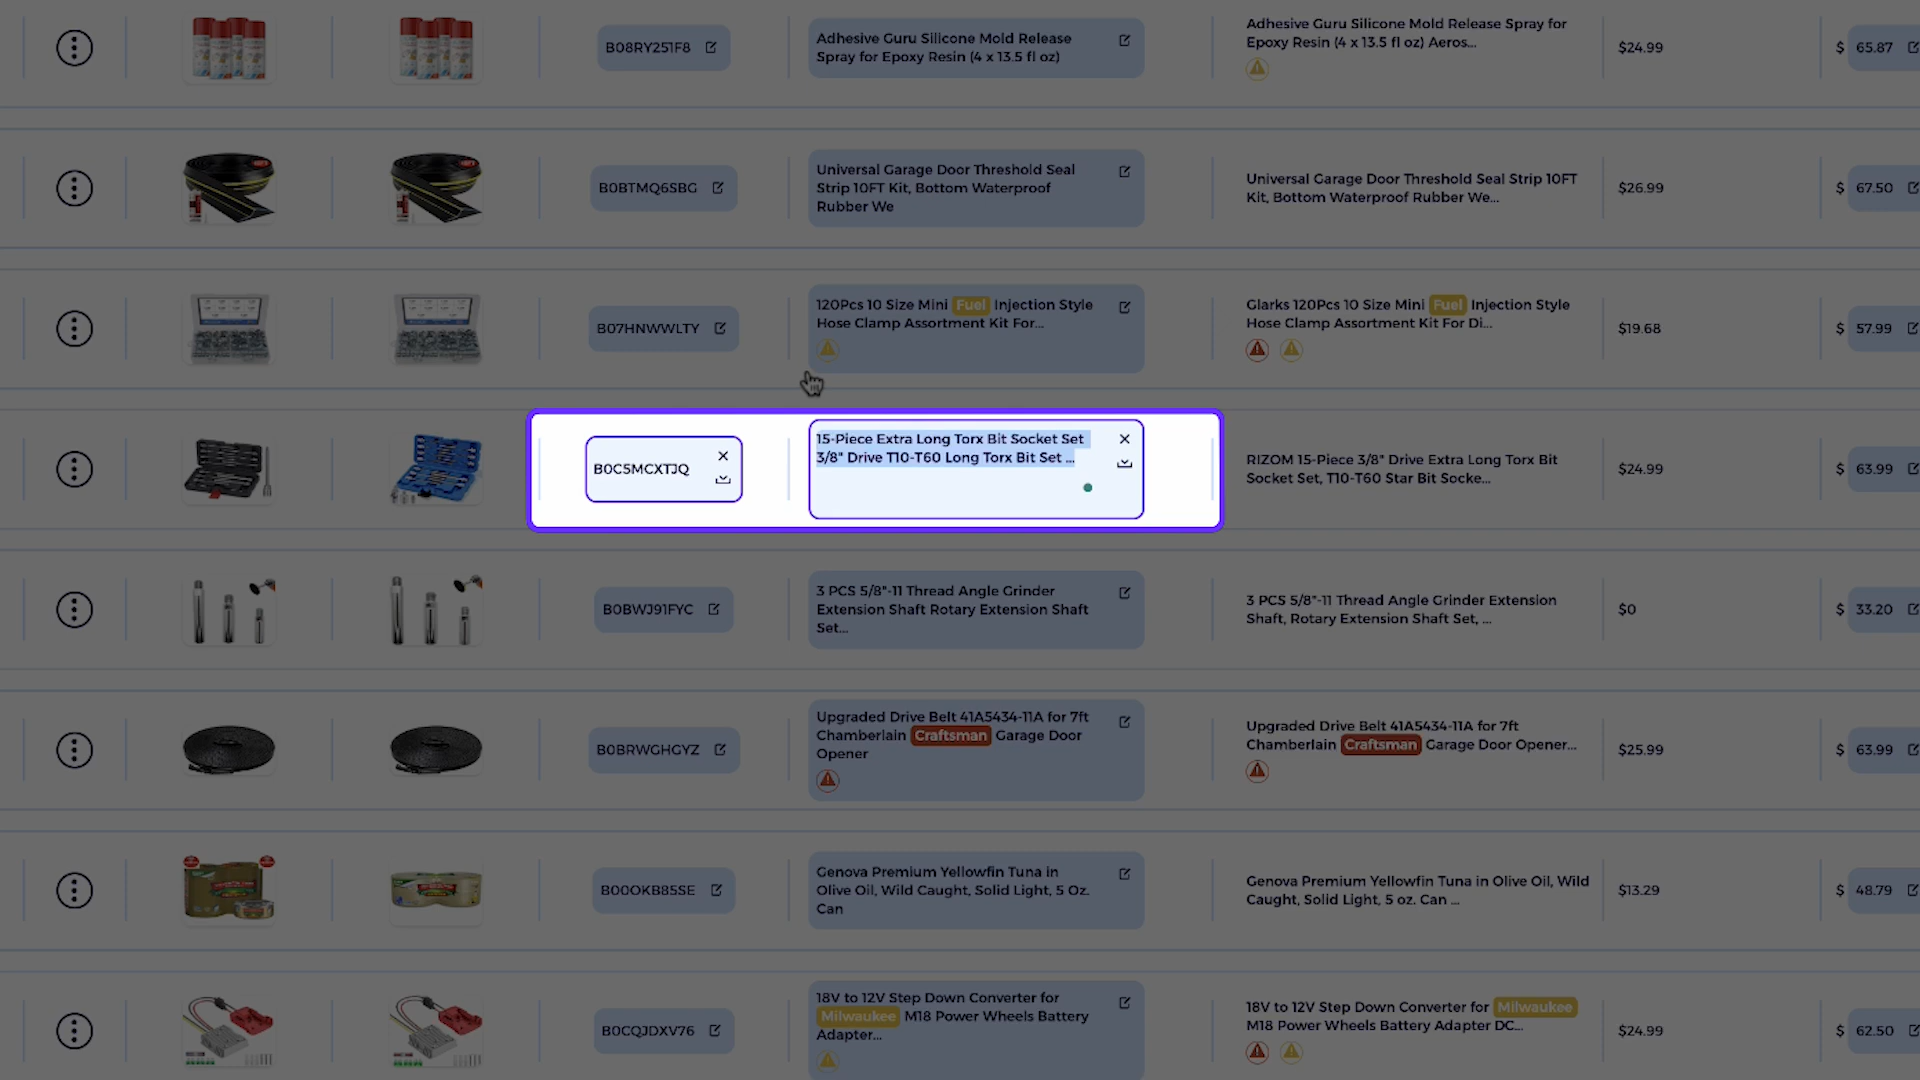 B08RY251F8
Adhesive Guru Silicone Mold Release
Spray for Epoxy Resin (4 x 13.5 fl oz)
Adhesive Guru Silicone Mold Release Spray for
Epoxy Resin (4 x 13.5 fl oz) Aeros...
$24.99
$ 65.87
B0BTMQ6SBG
Universal Garage Door Threshold Seal
Strip 10FT Kit, Bottom Waterproof
Rubber We
Universal Garage Door Threshold Seal Strip 10FT
Kit, Bottom Waterproof Rubber We...
$26.99
$ 67.50
B07HNWWLTY
120Pcs 10 Size Mini Fuel Injection Style
Hose Clamp Assortment Kit For...
Glarks 120Pcs 10 Size Mini Fuel Injection Style
Hose Clamp Assortment Kit For Di...
$19.68
$ 57.99
B0C5MCXTJQ
15-Piece Extra Long Torx Bit Socket Set
3/8" Drive T10-T60 Long Torx Bit Set ...
RIZOM 15-Piece 3/8" Drive Extra Long Torx Bit
Socket Set, T10-T60 Star Bit Socke...
$24.99
$ 63.99
B0BWJ91FYC
3 PCS 5/8"-11 Thread Angle Grinder
Extension Shaft Rotary Extension Shaft
Set...
3 PCS 5/8"-11 Thread Angle Grinder Extension
Shaft, Rotary Extension Shaft Set, ...
$0
$ 33.20
B0BRWGHGYZ
Upgraded Drive Belt 41A5434-11A for 7ft
Chamberlain Craftsman Garage Door
Opener
Upgraded Drive Belt 41A5434-11A for 7ft
Chamberlain Craftsman Garage Door Opener...
$25.99
$ 63.99
B00OKB85SE
Genova Premium Yellowfin Tuna in
Olive Oil, Wild Caught, Solid Light, 5 Oz.
Can
Genova Premium Yellowfin Tuna in Olive Oil, Wild
Caught, Solid Light, 5 oz. Can ...
$13.29
$ 48.79
B0CQJDXV76
18V to 12V Step Down Converter for
Milwaukee M18 Power Wheels Battery
Adapter...
18V to 12V Step Down Converter for Milwaukee
M18 Power Wheels Battery Adapter DC...
$24.99
$ 62.50